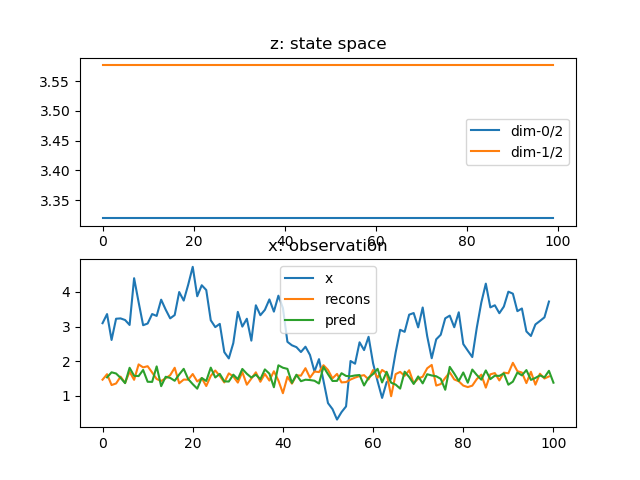 z: state space
3.55
3.50
3.45
3.40
3.35
dim-0/2
dim-1/2
0 20 40 60 80 100
x: observation
4
3
2
1
x
recons
pred
0 20 40 60 80 100